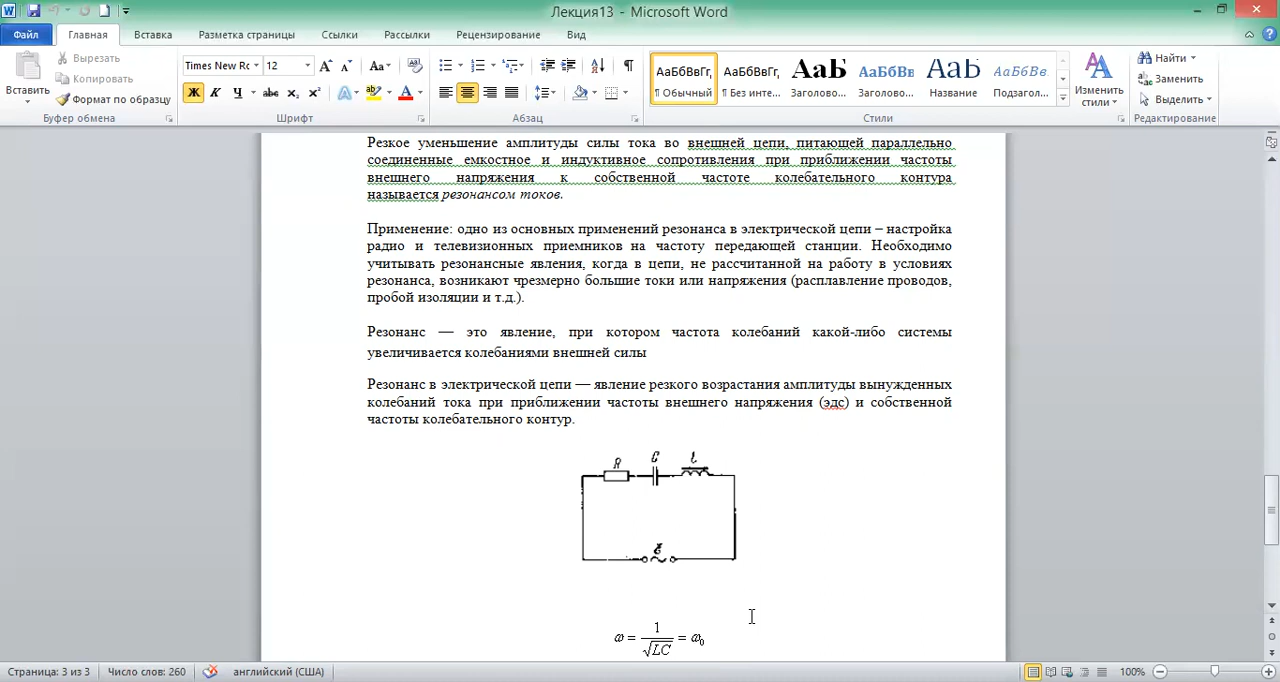 Лекция13 - Microsoft Word
Файл Главная Вставка Разметка страницы Ссылки Рассылки Рецензирование Вид
Вставить
Вырезать
Копировать
Формат по образцу
Буфер обмена
Times New Rc 12
Ж К Ч abc x₂ x² A ab A
Шрифт
Абзац
АаБбВвГг, АаБбВвГг, АаБ АаБбВв АаБ АаБбВв
¶ Обычный ¶ Без инте... Заголово... Заголово... Название Подзагол...
Стили
Изменить стили
Найти
Заменить
Выделить
Редактирование
Резкое уменьшение амплитуды силы тока во внешней цепи, питающей параллельно
соединенные емкостное и индуктивное сопротивления при приближении частоты
внешнего напряжения к собственной частоте колебательного контура
называется резонансом токов.
Применение: одно из основных применений резонанса в электрической цепи – настройка
радио и телевизионных приемников на частоту передающей станции. Необходимо
учитывать резонансные явления, когда в цепи, не рассчитанной на работу в условиях
резонанса, возникают чрезмерно большие токи или напряжения (расплавление проводов,
пробой изоляции и т.д.).
Резонанс — это явление, при котором частота колебаний какой-либо системы
увеличивается колебаниями внешней силы
Резонанс в электрической цепи — явление резкого возрастания амплитуды вынужденных
колебаний тока при приближении частоты внешнего напряжения (эдс) и собственной
частоты колебательного контур.
R C L
ω = 1/√LC = ω₀
Страница: 3 из 3 Число слов: 260 английский (США) 100%